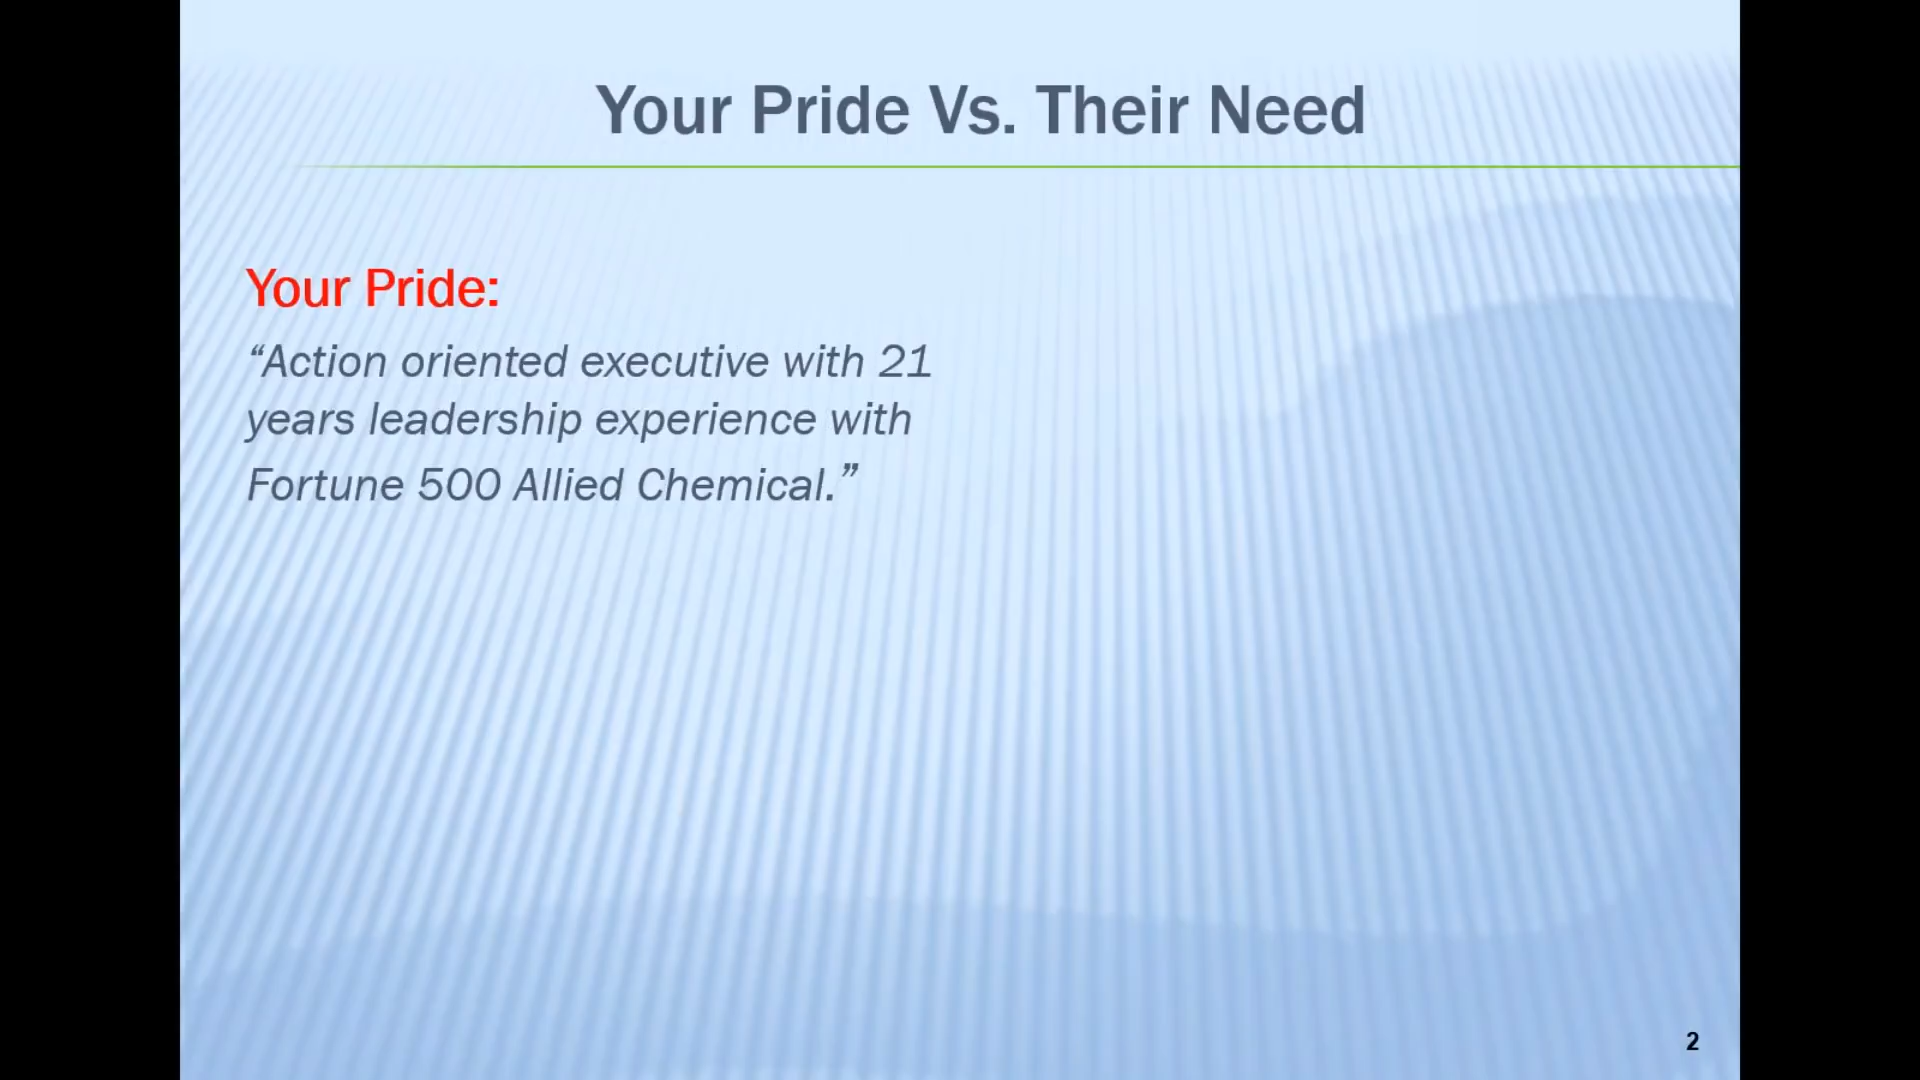 Your Pride Vs. Their Need
Your Pride:
“Action oriented executive with 21
years leadership experience with
Fortune 500 Allied Chemical.”
2